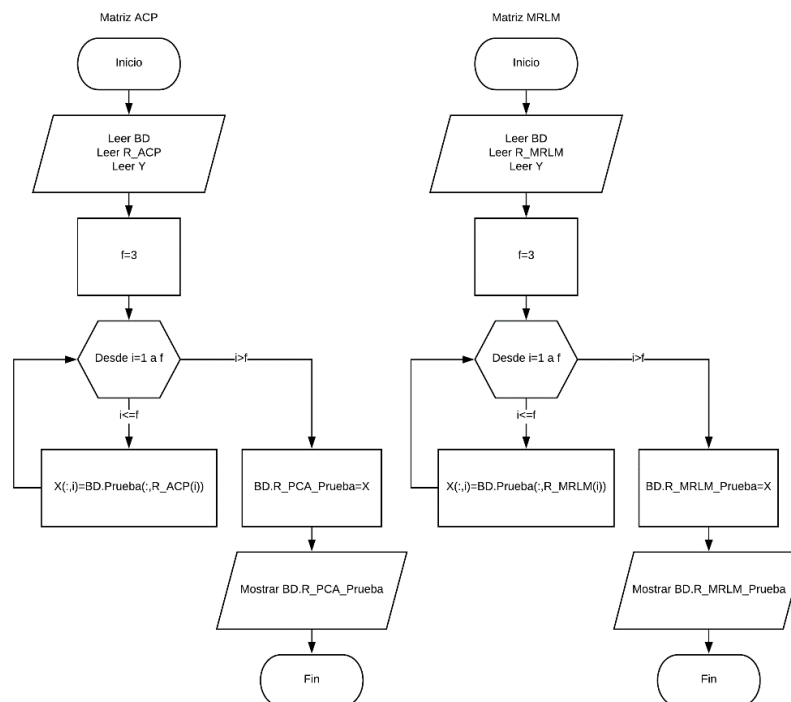 Matriz ACP
Inicio
Leer BD
Leer R_ACP
Leer Y
f=3
Desde i=1 a f
i>f
i<=f
X(:,i)=BD.Prueba(:,R_ACP(i))
BD.R_PCA_Prueba=X
Mostrar BD.R_PCA_Prueba
Fin
Matriz MRLM
Inicio
Leer BD
Leer R_MRLM
Leer Y
f=3
Desde i=1 a f
i>f
i<=f
X(:,i)=BD.Prueba(:,R_MRLM(i))
BD.R_MRLM_Prueba=X
Mostrar BD.R_MRLM_Prueba
Fin